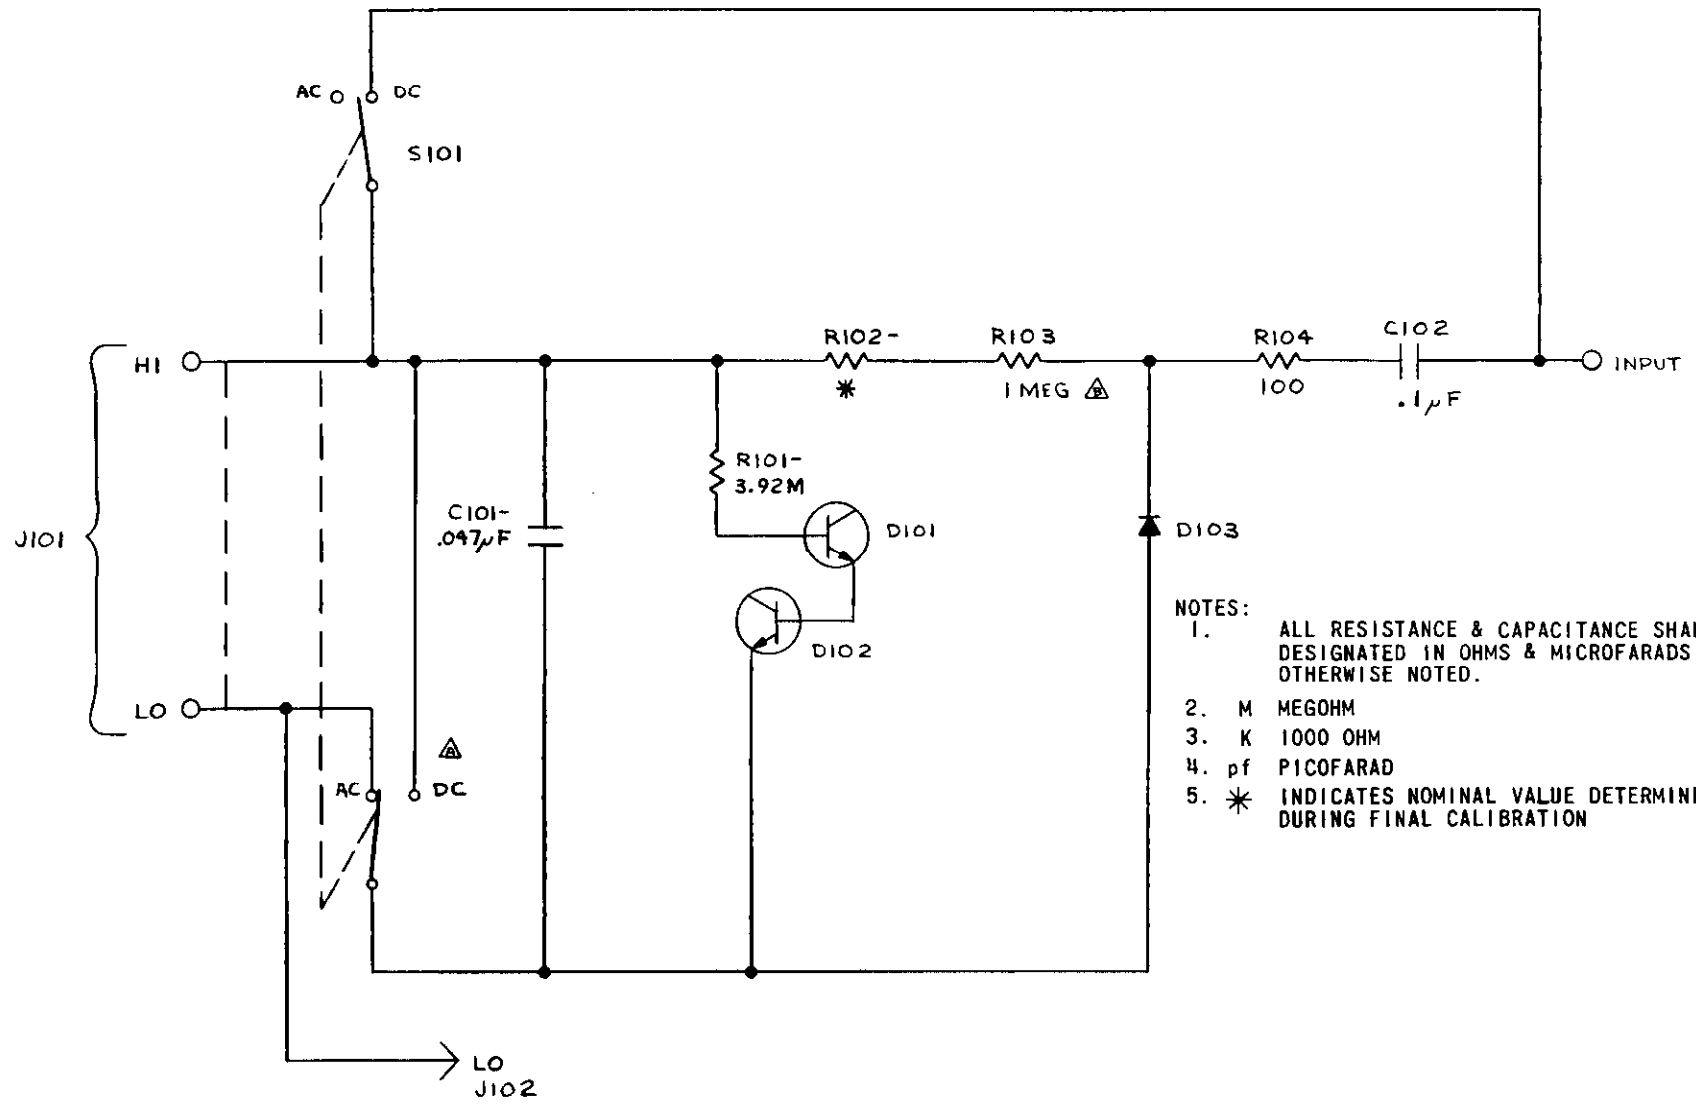 AC DC
S101
HI
R102-
*
R103
1 MEG B
R104
100
C102
.1µF
INPUT
R101-
3.92M
C101-
.047µF
D101
D102
D103
J101
LO
AC DC
LO
J102
NOTES:
1. ALL RESISTANCE & CAPACITANCE
DESIGNATED IN OHMS & MICROFARADS
OTHERWISE NOTED.
2. M MEGOHM
3. K 1000 OHM
4. pf PICOFARAD
5. * INDICATES NOMINAL VALUE
DURING FINAL CALIBRATION